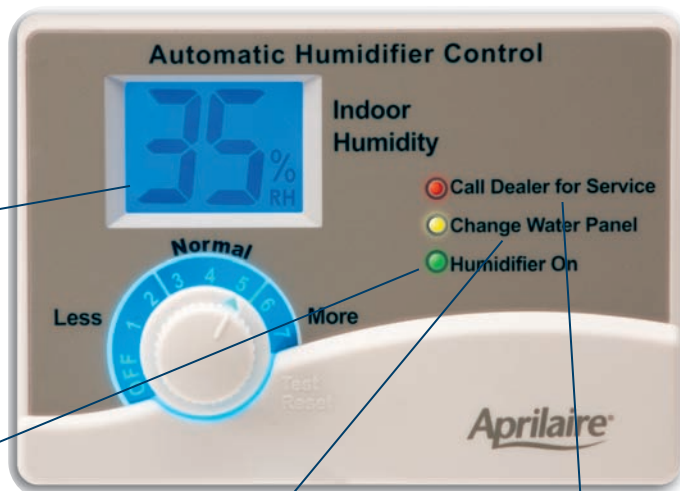 Automatic Humidifier Control
35 % RH
Indoor
Humidity
Call Dealer for Service
Change Water Panel
Humidifier On
Normal
Less
More
OFF 1 2 3 4 5 6 7
Test
Reset
Aprilaire®